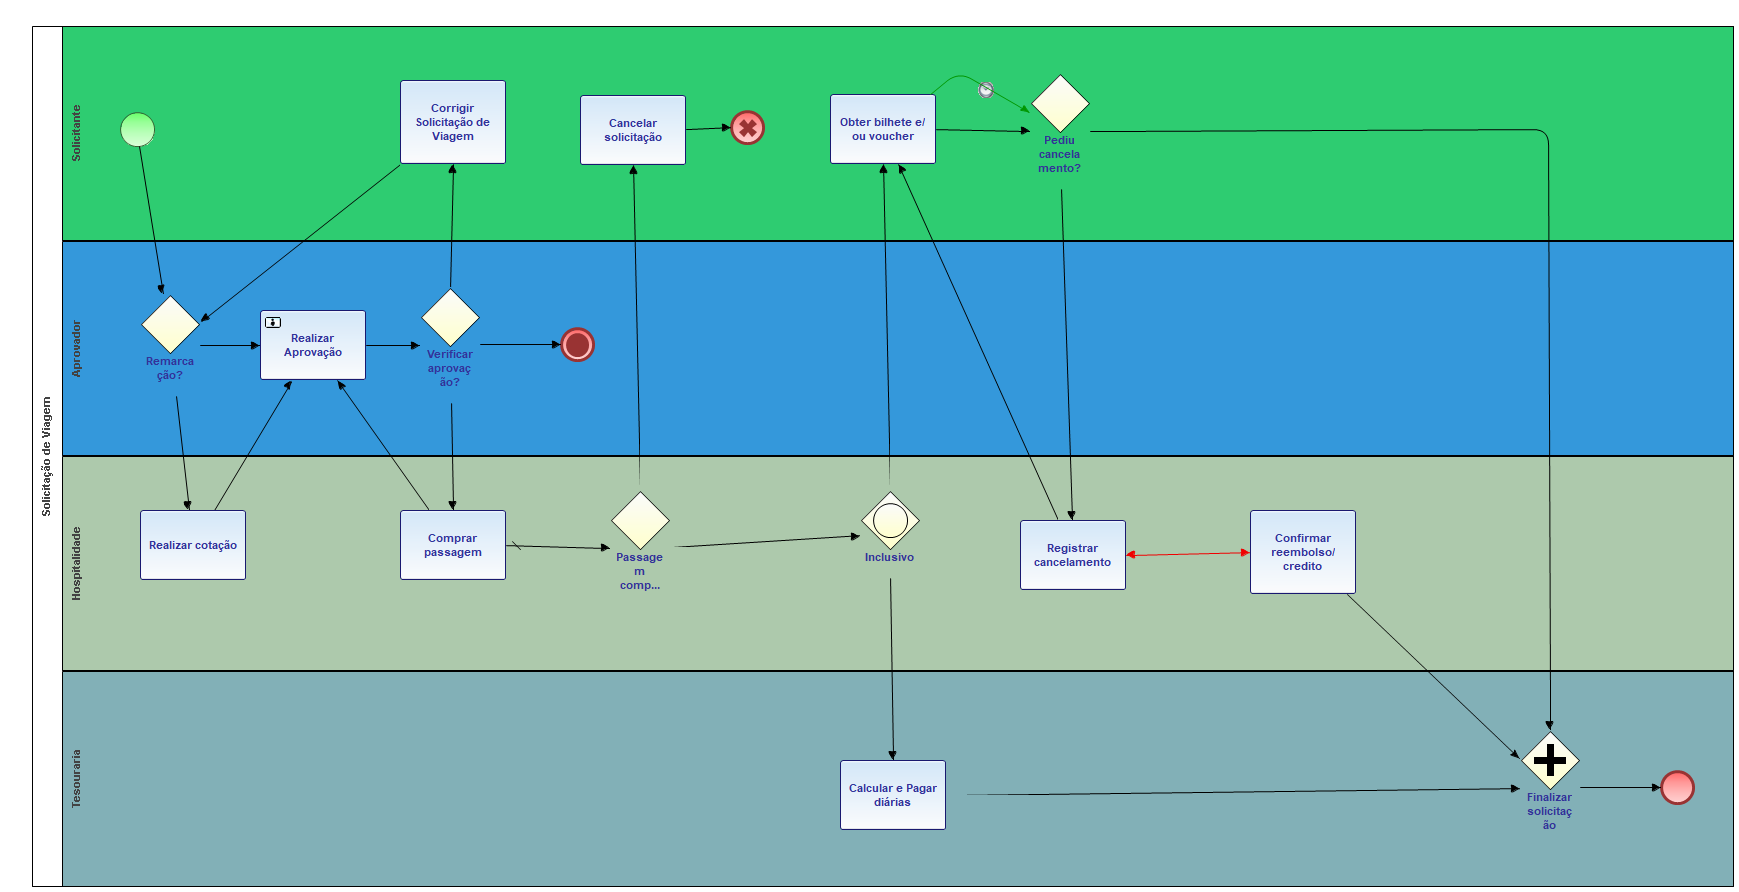 Solicitação de Viagem
Solicitante
Corrigir
Solicitação de
Viagem
Cancelar
solicitação
Obter bilhete e/
ou voucher
Pediu
cancela
mento?
Aprovador
Remarca
ção?
Realizar
Aprovação
Verificar
aprovaç
ão?
Hospitalidade
Realizar cotação
Comprar
passagem
Passage
m
comp...
Inclusivo
Registrar
cancelamento
Confirmar
reembolso/
credito
Tesouraria
Calcular e Pagar
diárias
Finalizar
solicitaç
ão